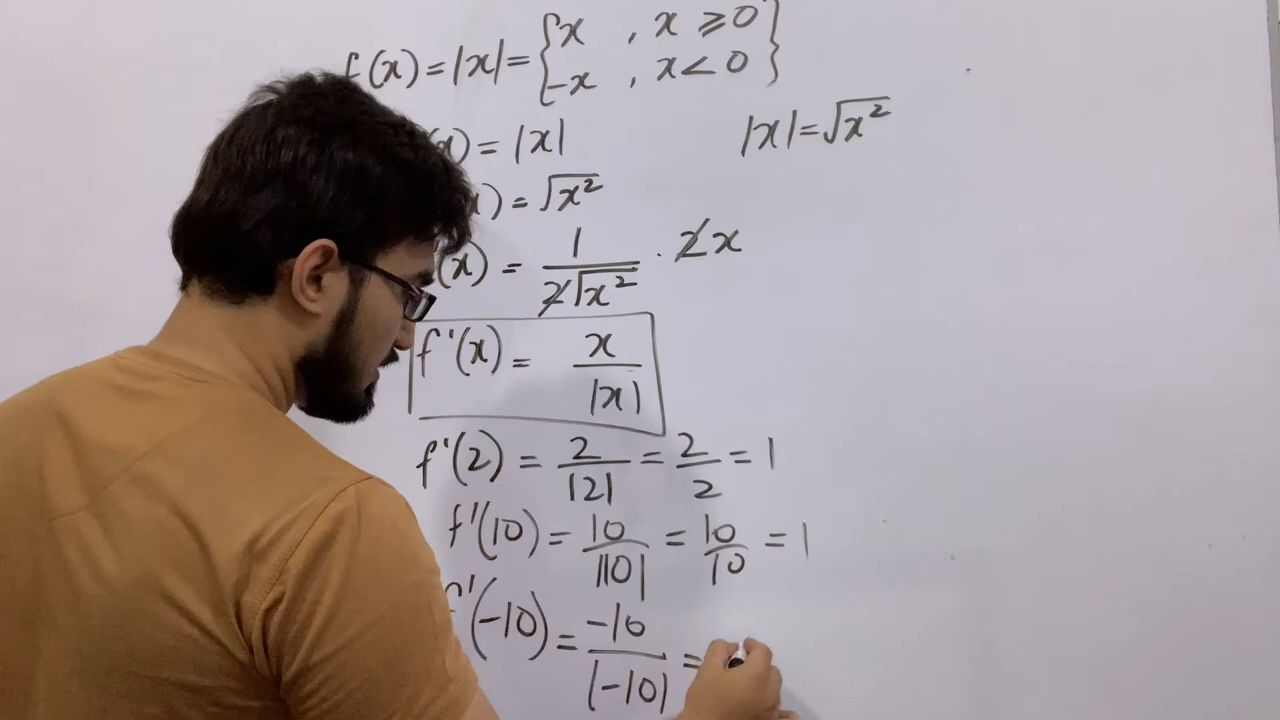 f(x) = |x| = { x , x ≥ 0
-x , x < 0 }
x) = |x|
|x| = √x²
) = √x²
(x) = 1 / 2√x² . 2x
f'(x) = x / |x|
f'(2) = 2 / |2| = 2 / 2 = 1
f'(10) = 10 / |10| = 10 / 10 = 1
f'(-10) = -10 / |-10| =